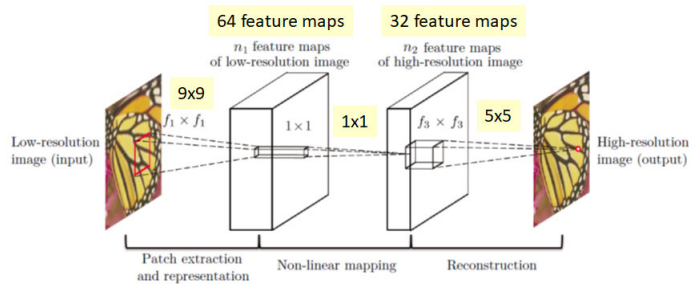 64 feature maps
32 feature maps
n₁ feature maps
of low-resolution image
n₂ feature maps
of high-resolution image
9x9
f₁ × f₁
1×1
1x1
f₃ × f₃
5x5
Low-resolution
image (input)
High-resolution
image (output)
Patch extraction
and representation
Non-linear mapping
Reconstruction